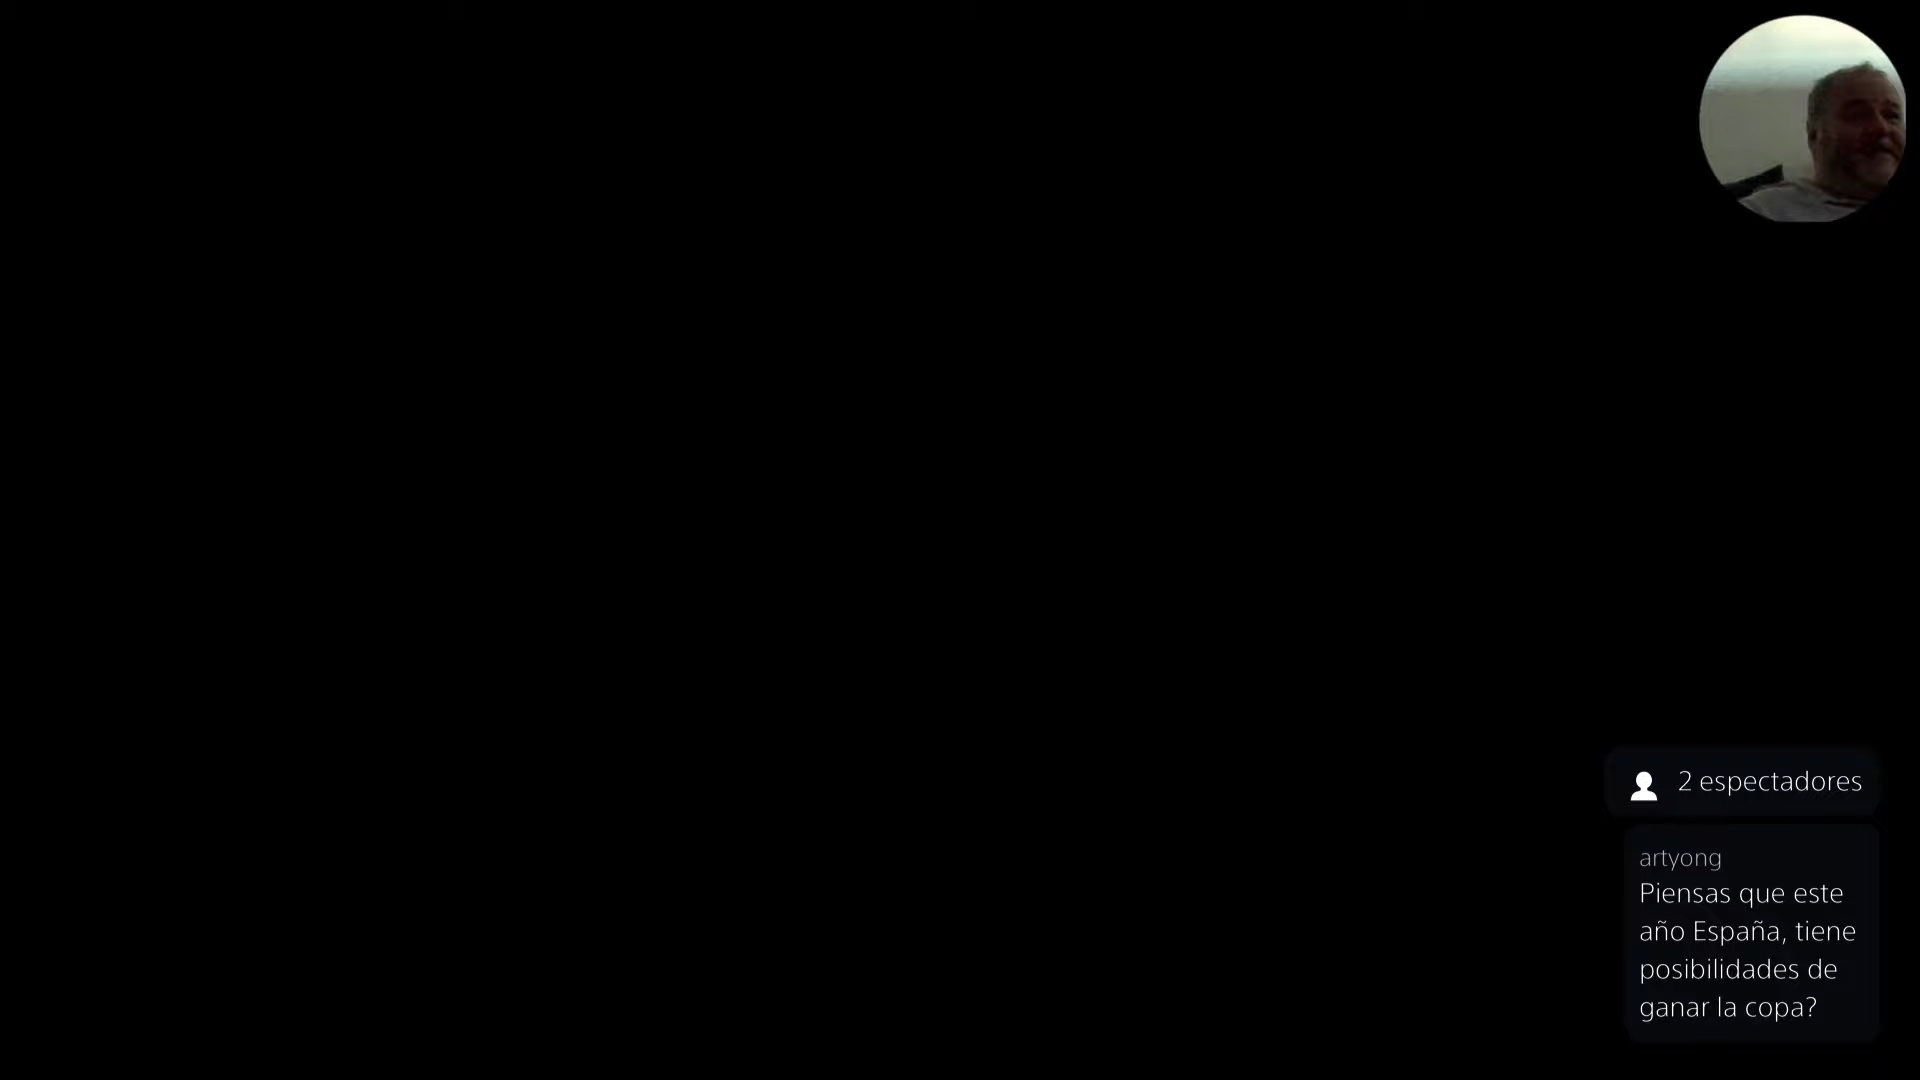 2 espectadores
artyong
Piensas que este
año España, tiene
posibilidades de
ganar la copa?